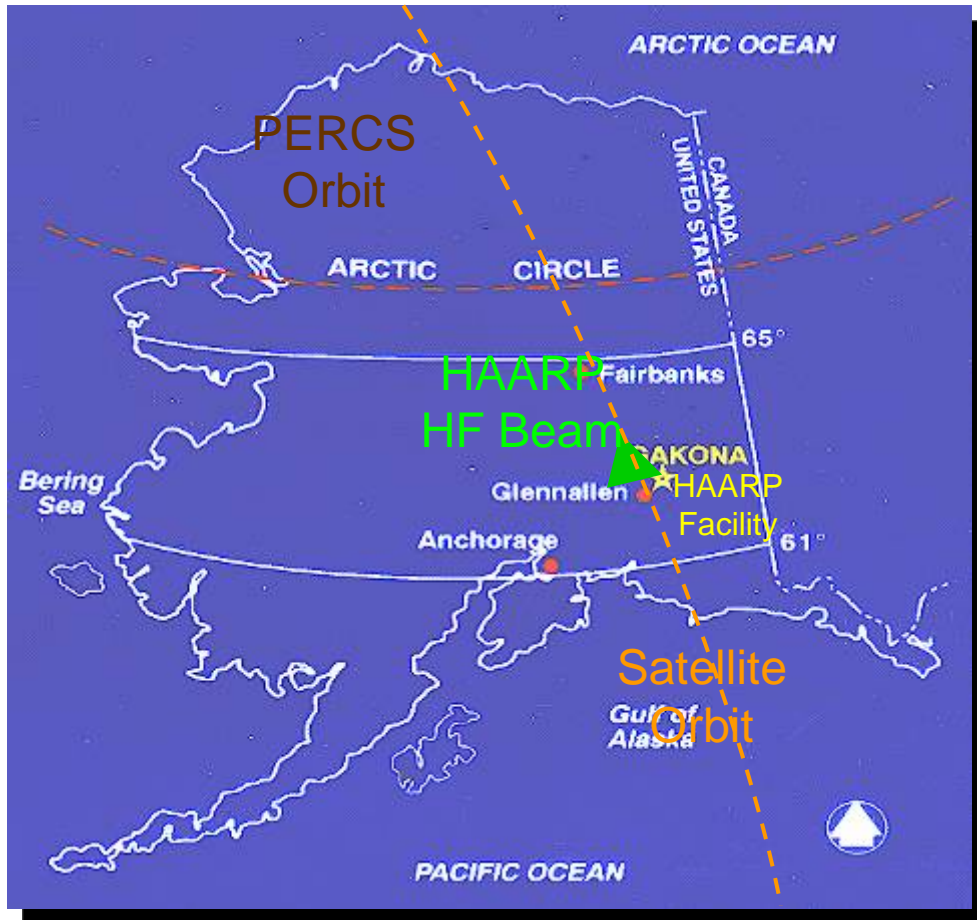 ARCTIC OCEAN
PERCS
Orbit
CANADA
UNITED STATES
ARCTIC CIRCLE
65°
HAARP
HF Beam
Fairbanks
GAKONA
Bering
Sea
Glennallen
HAARP
Facility
Anchorage
61°
Satellite
Orbit
Gulf of
Alaska
PACIFIC OCEAN